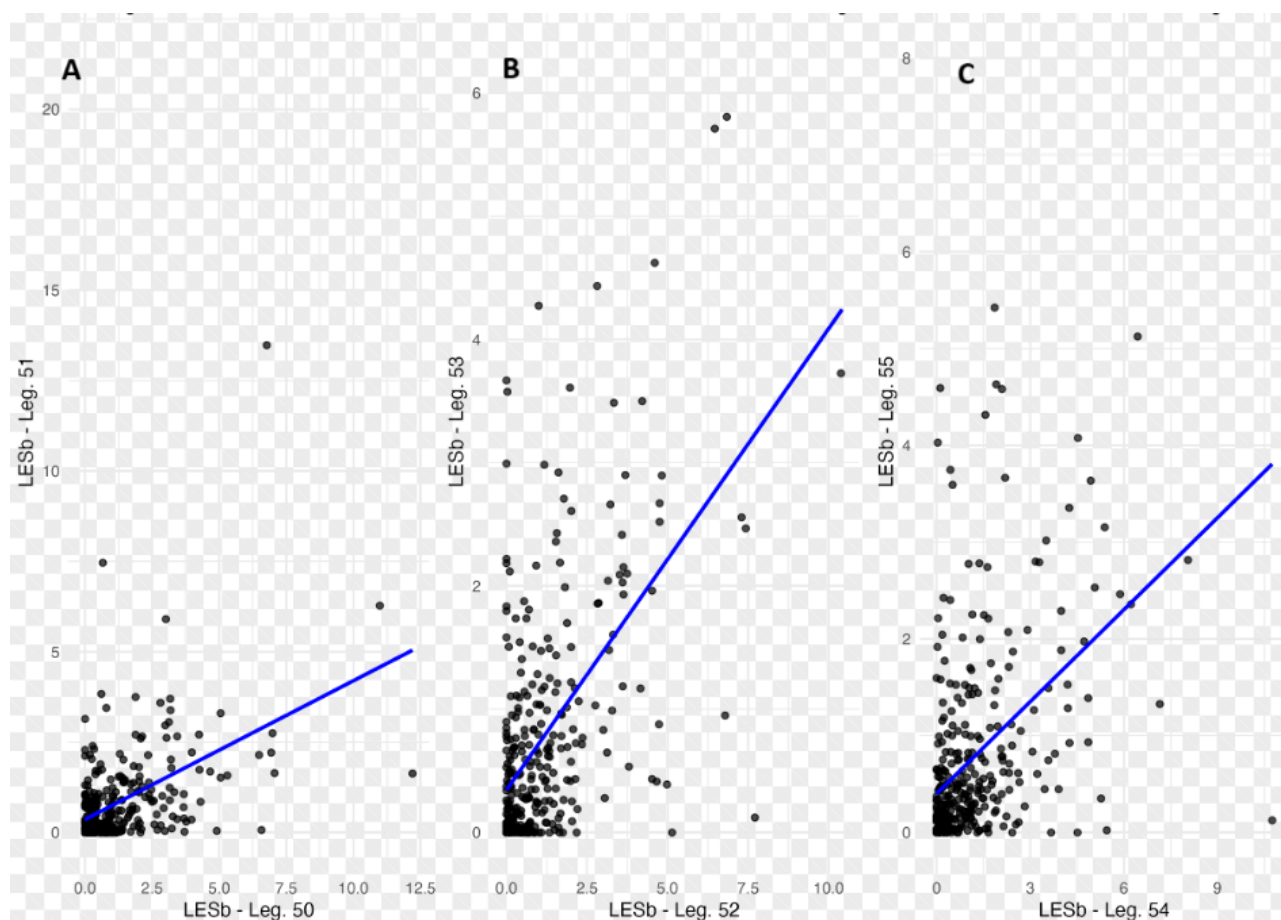 A
20
15
10
5
0
LESb - Leg. 51
0.0 2.5 5.0 7.5 10.0 12.5
LESb - Leg. 50
B
6
4
2
0
LESb - Leg. 53
0.0 2.5 5.0 7.5 10.0
LESb - Leg. 52
C
8
6
4
2
0
LESb - Leg. 55
0 3 6 9
LESb - Leg. 54